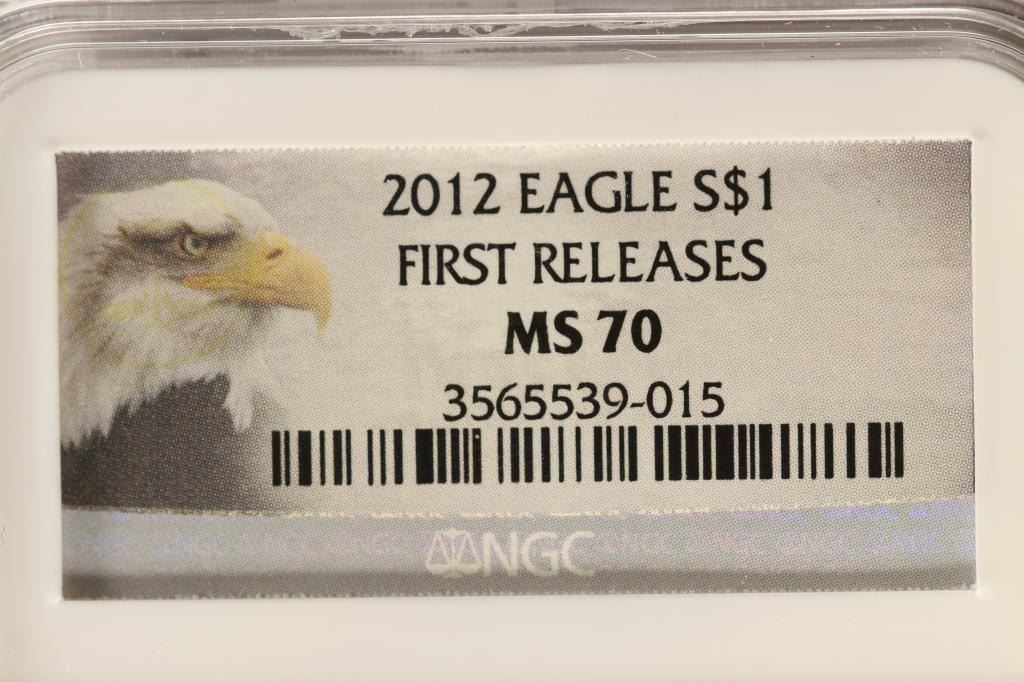 2012 EAGLE S$1
FIRST RELEASES
MS 70
3565539-015
NGC